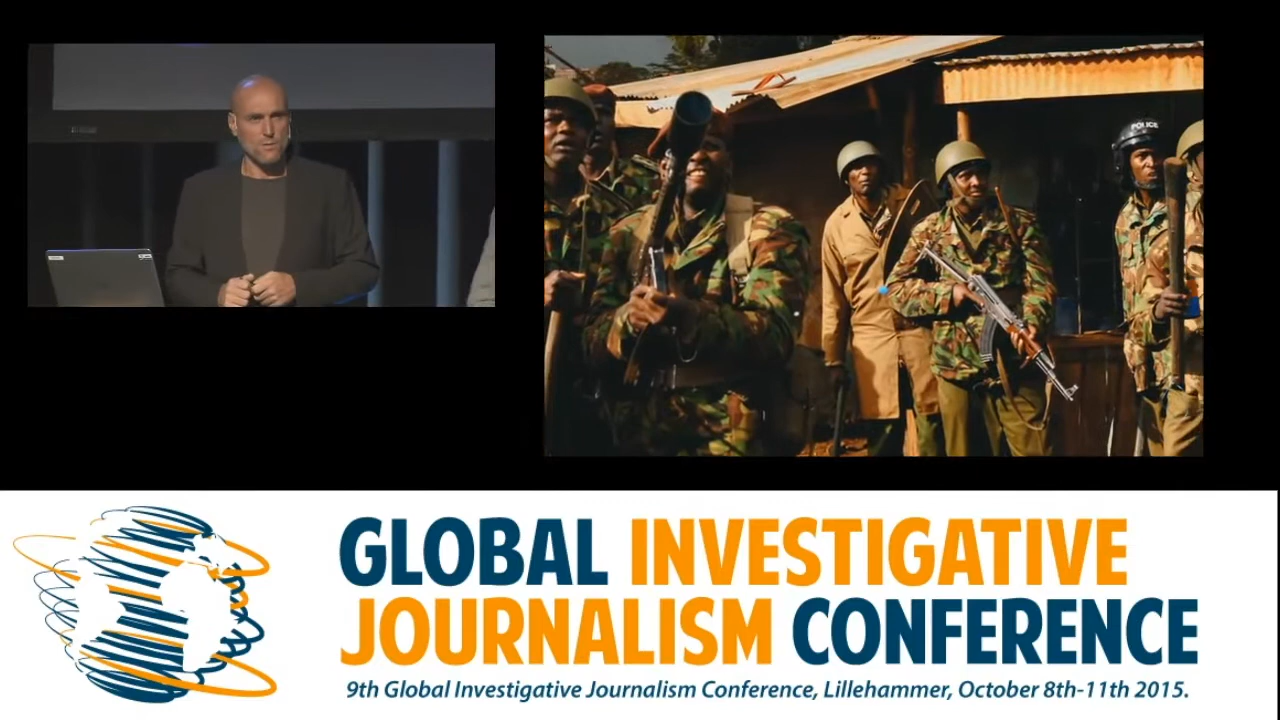 POLICE
GLOBAL INVESTIGATIVE
JOURNALISM CONFERENCE
9th Global Investigative Journalism Conference, Lillehammer, October 8th-11th 2015.